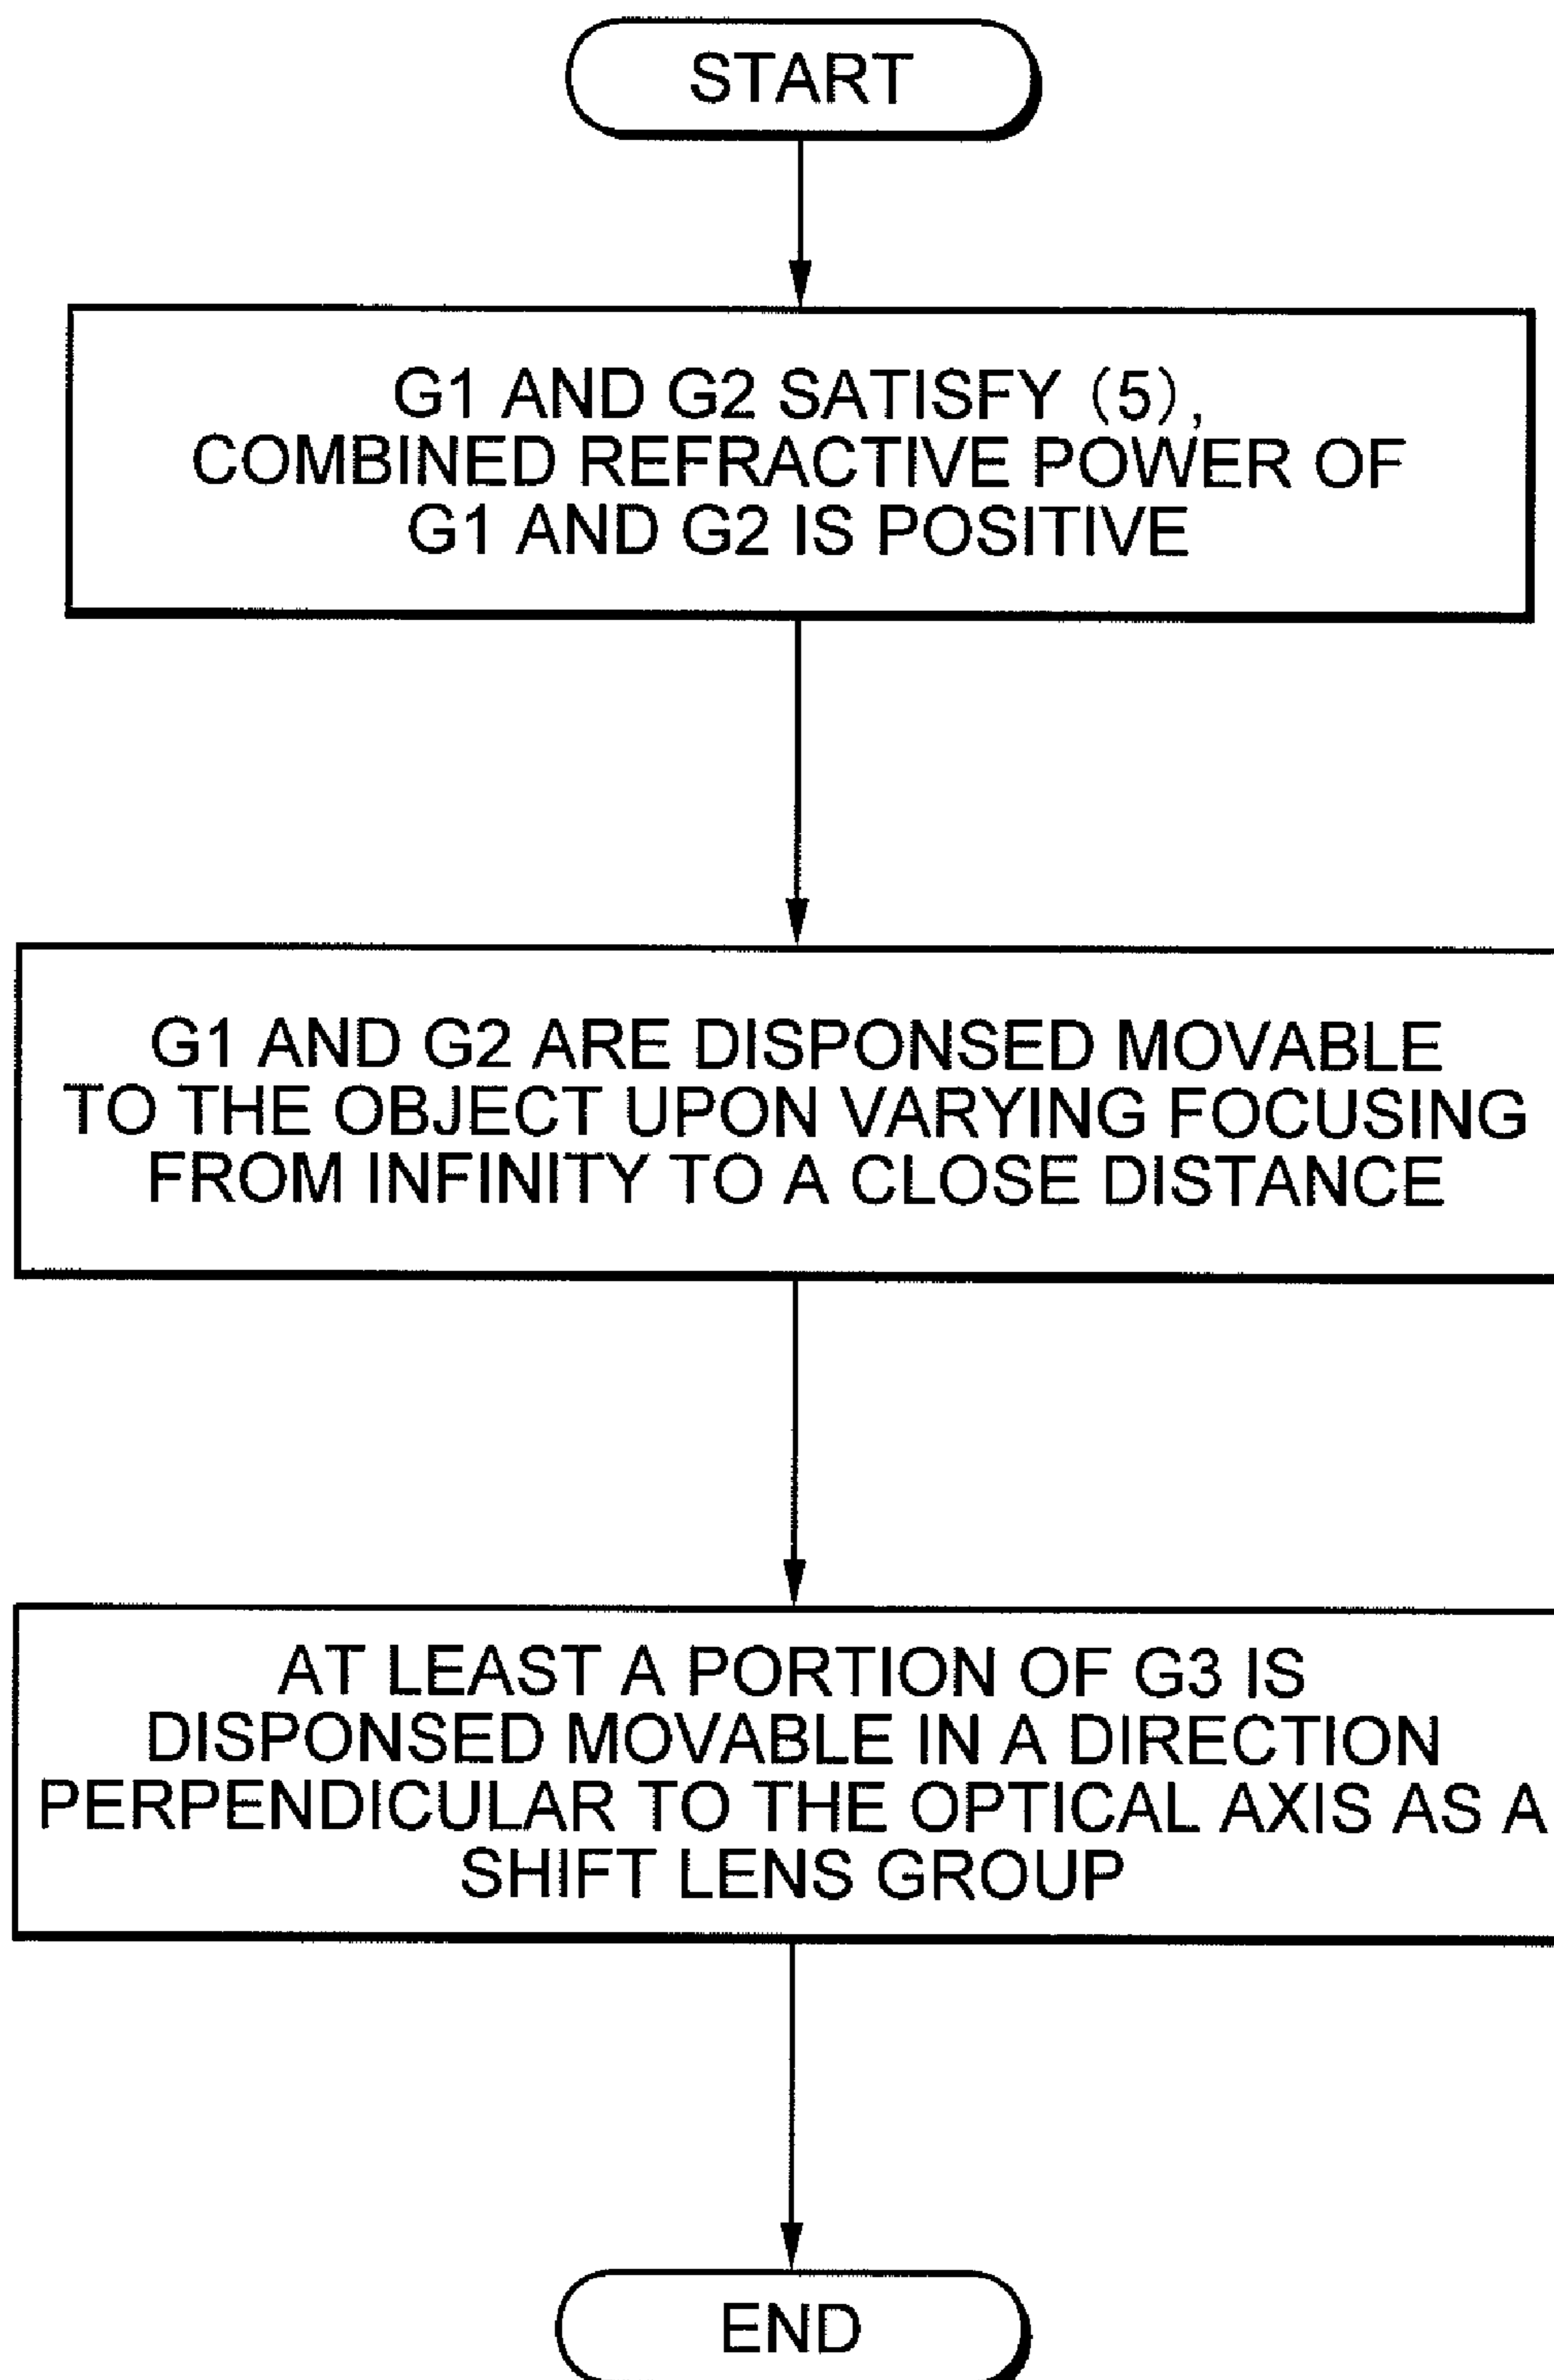 START
G1 AND G2 SATISFY (5),
COMBINED REFRACTIVE POWER OF
G1 AND G2 IS POSITIVE
G1 AND G2 ARE DISPONSED MOVABLE
TO THE OBJECT UPON VARYING FOCUSING
FROM INFINITY TO A CLOSE DISTANCE
AT LEAST A PORTION OF G3 IS
DISPONSED MOVABLE IN A DIRECTION
PERPENDICULAR TO THE OPTICAL AXIS AS A
SHIFT LENS GROUP
END